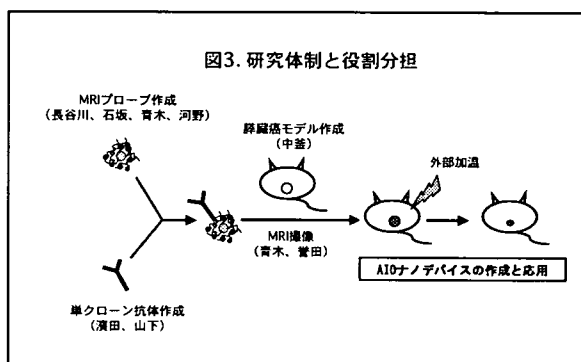 図3. 研究体制と役割分担
MRIプローブ作成
(長谷川、石坂、青木、河野)
膵臓癌モデル作成
(中釜)
外部加温
MRI撮像
(青木、誉田)
AIOナノデバイスの作成と応用
単クローン抗体作成
(濱田、山下)